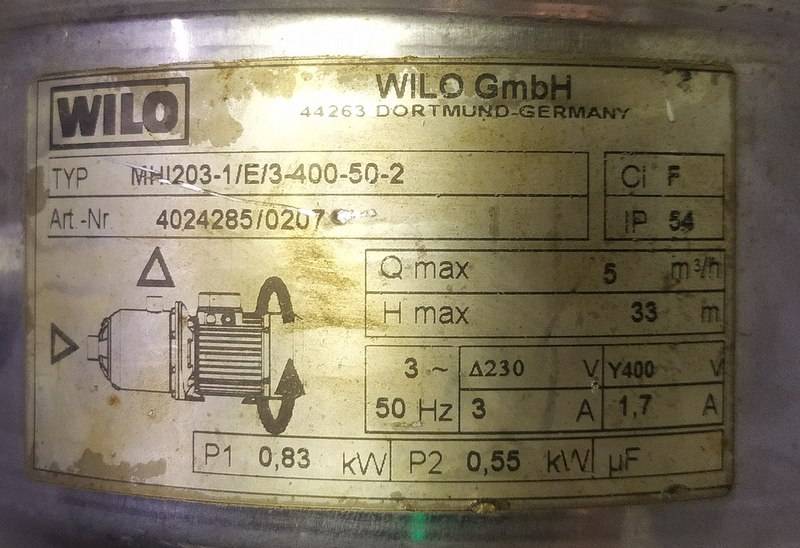 WILO
WILO GmbH
44263 DORTMUND-GERMANY
TYP MHI203-1/E/3-400-50-2
Ci F
Art.-Nr. 4024285/0207
IP 54
Q max 5 m³/h
H max 33 m
3 ~ Δ230 V Y400 V
50 Hz 3 A 1,7 A
P1 0,83 kW P2 0,55 kW µF